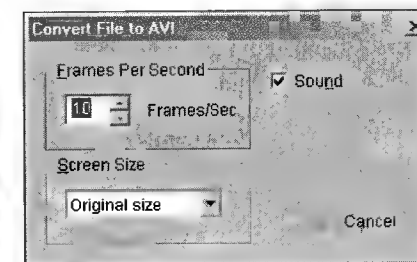 Convert File to AVI
Frames Per Second
10 Frames/Sec
Sound
Screen Size
Original size
Cancel